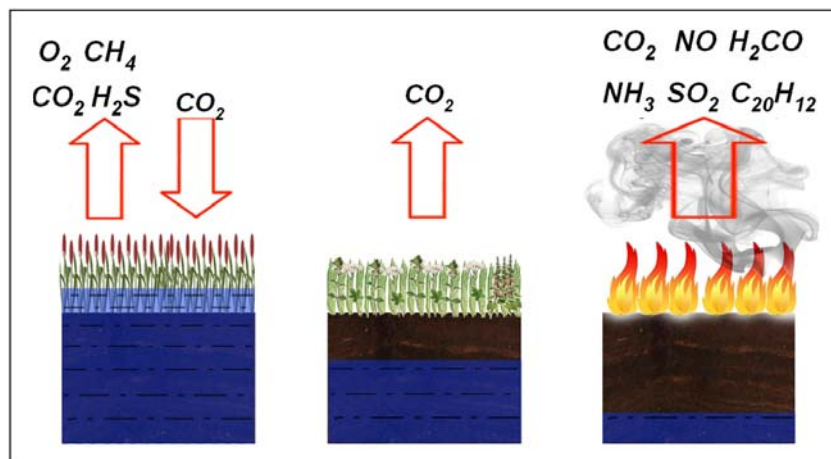 O₂ CH₄
CO₂ H₂S
CO₂
CO₂
CO₂ NO H₂CO
NH₃ SO₂ C₂₀H₁₂